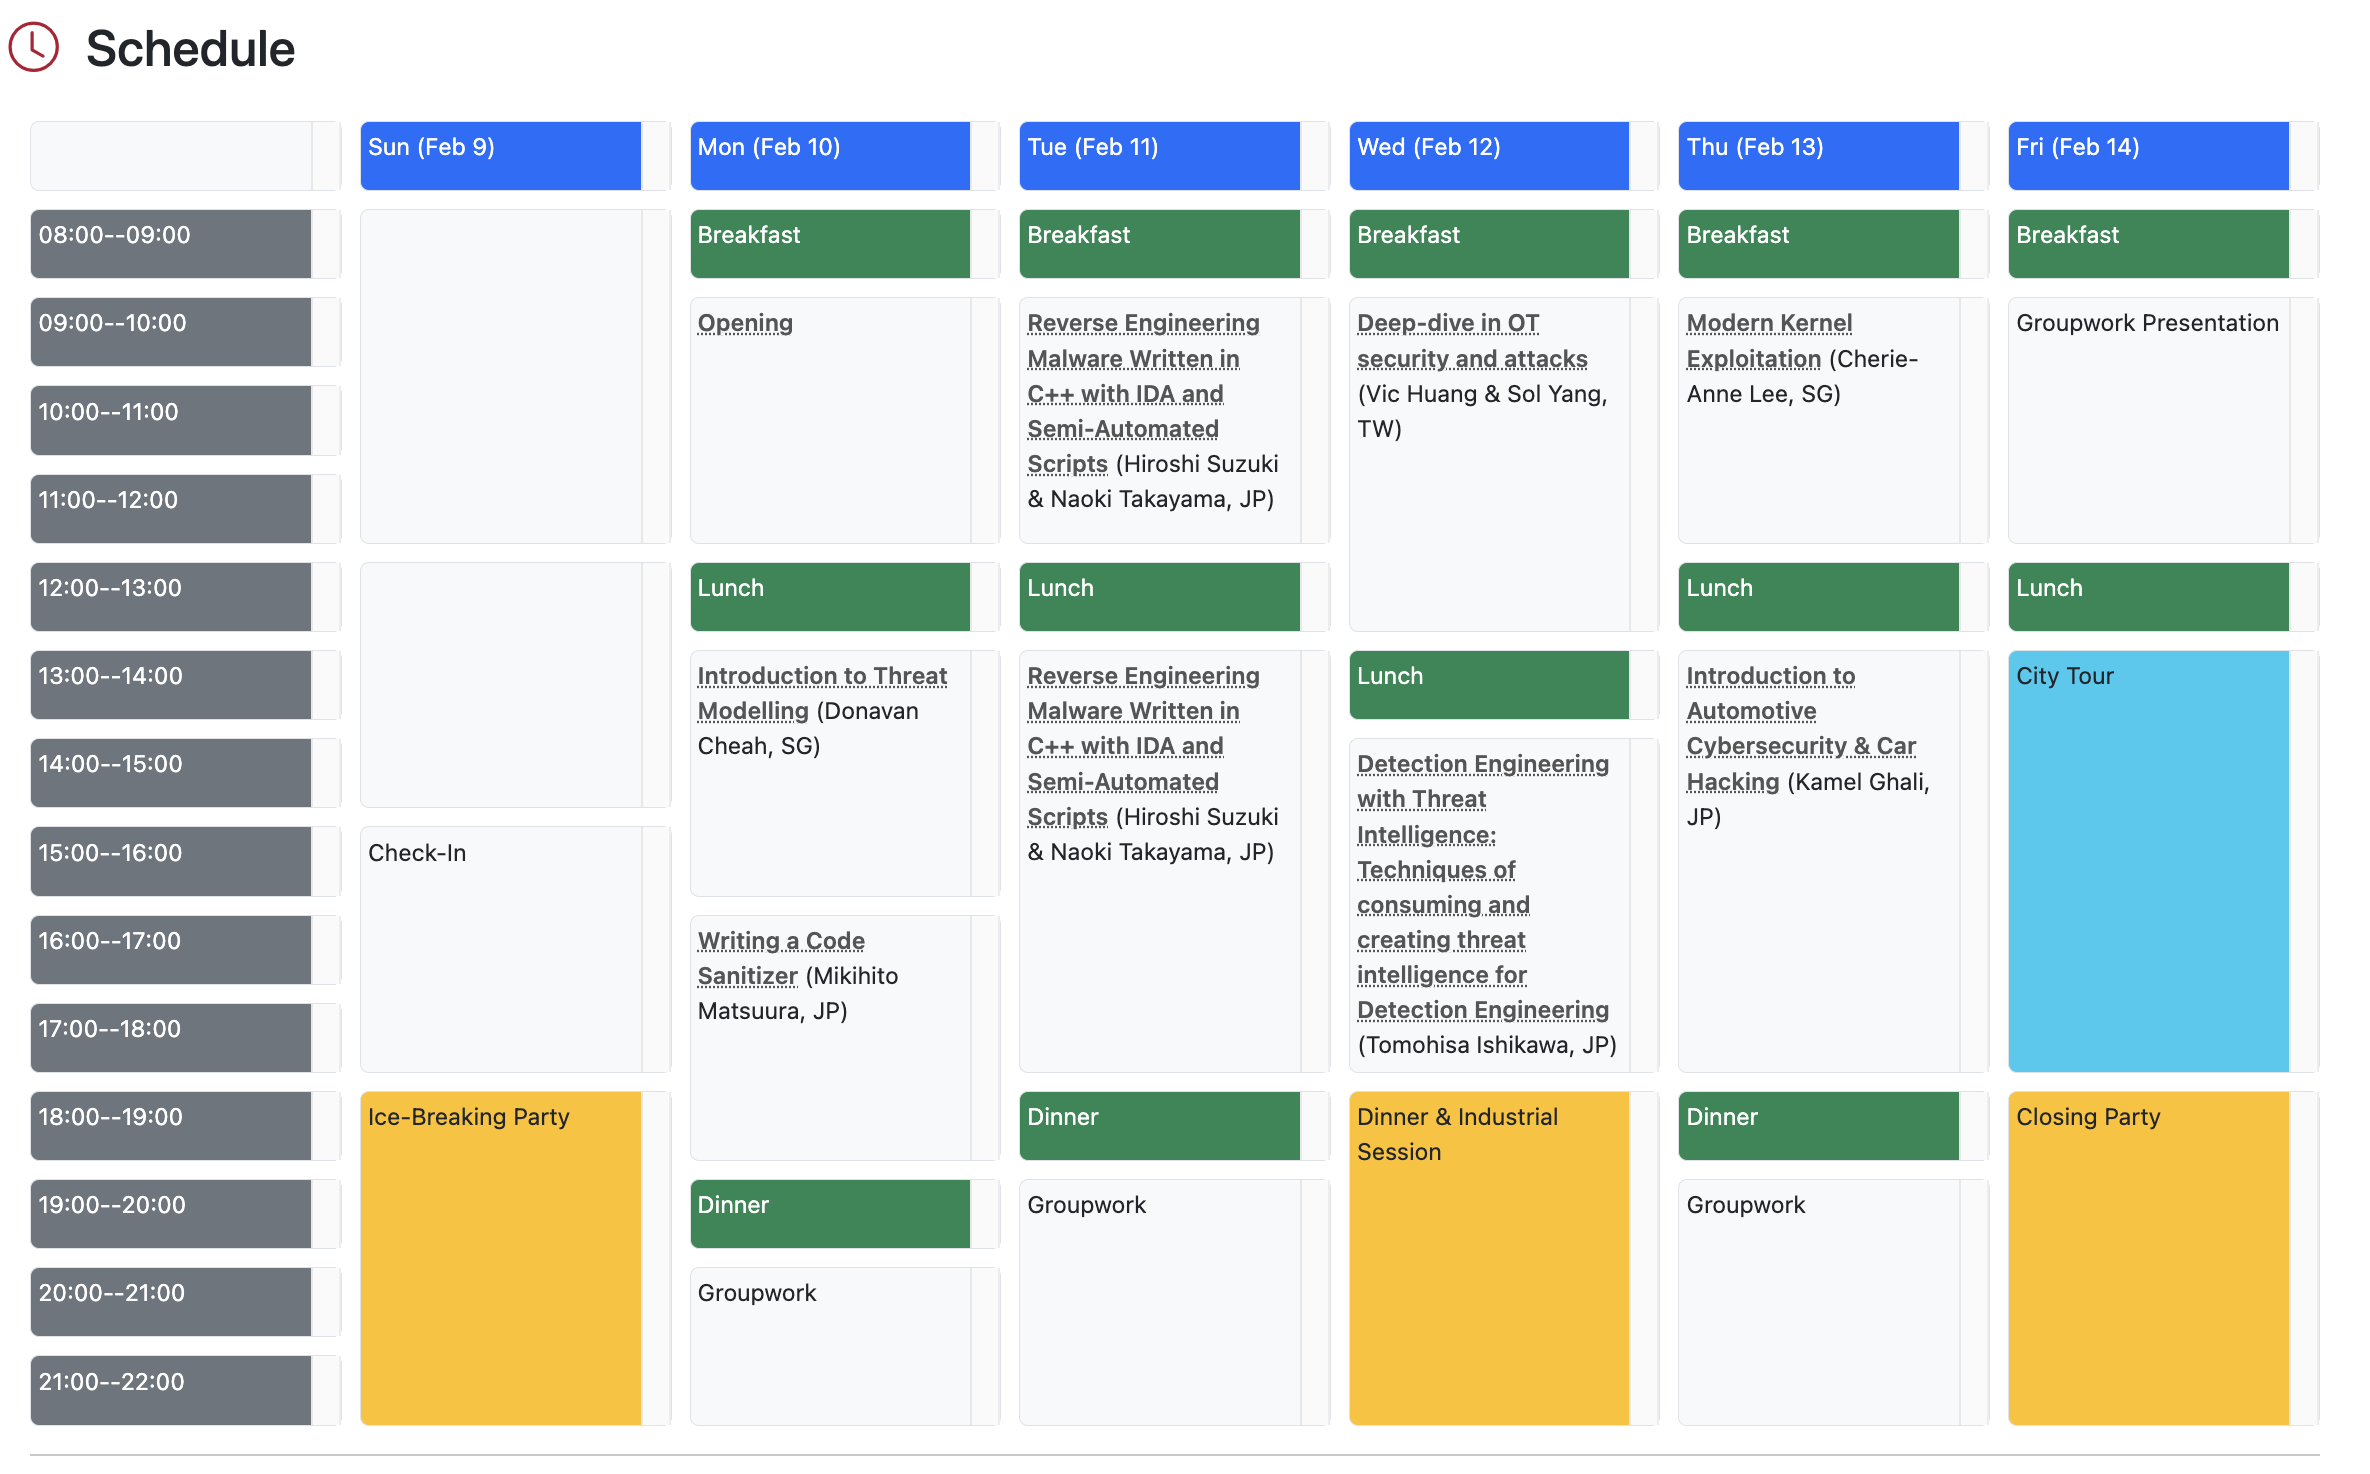 Schedule
Sun (Feb 9)
Mon (Feb 10)
Tue (Feb 11)
Wed (Feb 12)
Thu (Feb 13)
Fri (Feb 14)
08:00--09:00
Breakfast
Breakfast
Breakfast
Breakfast
Breakfast
09:00--10:00
Opening
Reverse Engineering
Malware Written in
C++ with IDA and
Semi-Automated
Scripts (Hiroshi Suzuki
& Naoki Takayama, JP)
Deep-dive in OT
security and attacks
(Vic Huang & Sol Yang,
TW)
Modern Kernel
Exploitation (Cherie-
Anne Lee, SG)
Groupwork Presentation
10:00--11:00
11:00--12:00
12:00--13:00
Lunch
Lunch
Lunch
Lunch
13:00--14:00
Introduction to Threat
Modelling (Donavan
Cheah, SG)
Reverse Engineering
Malware Written in
C++ with IDA and
Semi-Automated
Scripts (Hiroshi Suzuki
& Naoki Takayama, JP)
Lunch
Introduction to
Automotive
Cybersecurity & Car
Hacking (Kamel Ghali,
JP)
City Tour
14:00--15:00
Detection Engineering
with Threat
Intelligence:
Techniques of
consuming and
creating threat
intelligence for
Detection Engineering
(Tomohisa Ishikawa, JP)
15:00--16:00
Check-In
16:00--17:00
Writing a Code
Sanitizer (Mikihito
Matsuura, JP)
17:00--18:00
18:00--19:00
Ice-Breaking Party
Dinner
Dinner & Industrial
Session
Dinner
Closing Party
19:00--20:00
Dinner
Groupwork
Groupwork
20:00--21:00
Groupwork
21:00--22:00